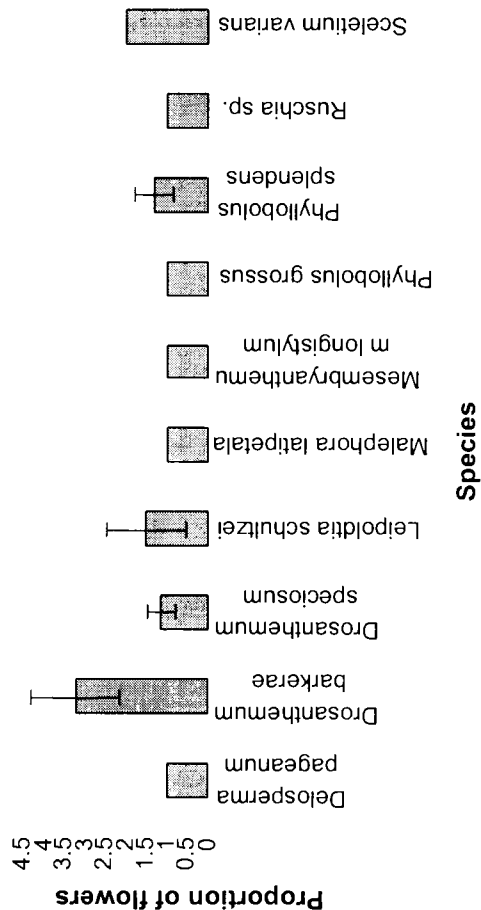 Proportion of flowers
4.5
4
3.5
3
2.5
2
1.5
1
0.5
0
Delosperma
pageanum
Drosanthemum
barkerae
Drosanthemum
speciosum
Leipoldtia schultzei
Malephora latipetala
Mesembryanthemu
m longistylum
Phyllobolus grossus
Phyllobolus
splendens
Ruschia sp.
Sceletium varians
Species